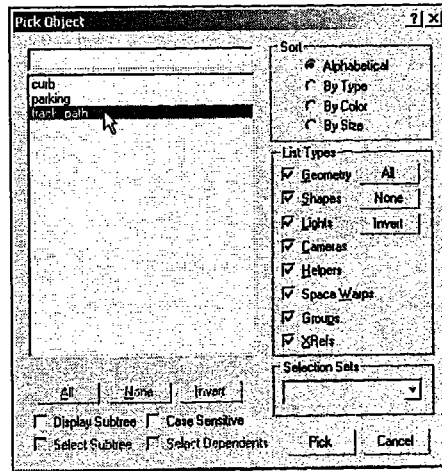 Pick Object
curb
parking
track_path
All None Invert
Display Subtree Case Sensitive
Select Subtree Select Dependents
Sort
Alphabetical
By Type
By Color
By Size
List Types
Geometry All
Shapes None
Lights Invert
Cameras
Helpers
Space Warps
Groups
XRefs
Selection Sets
Pick Cancel